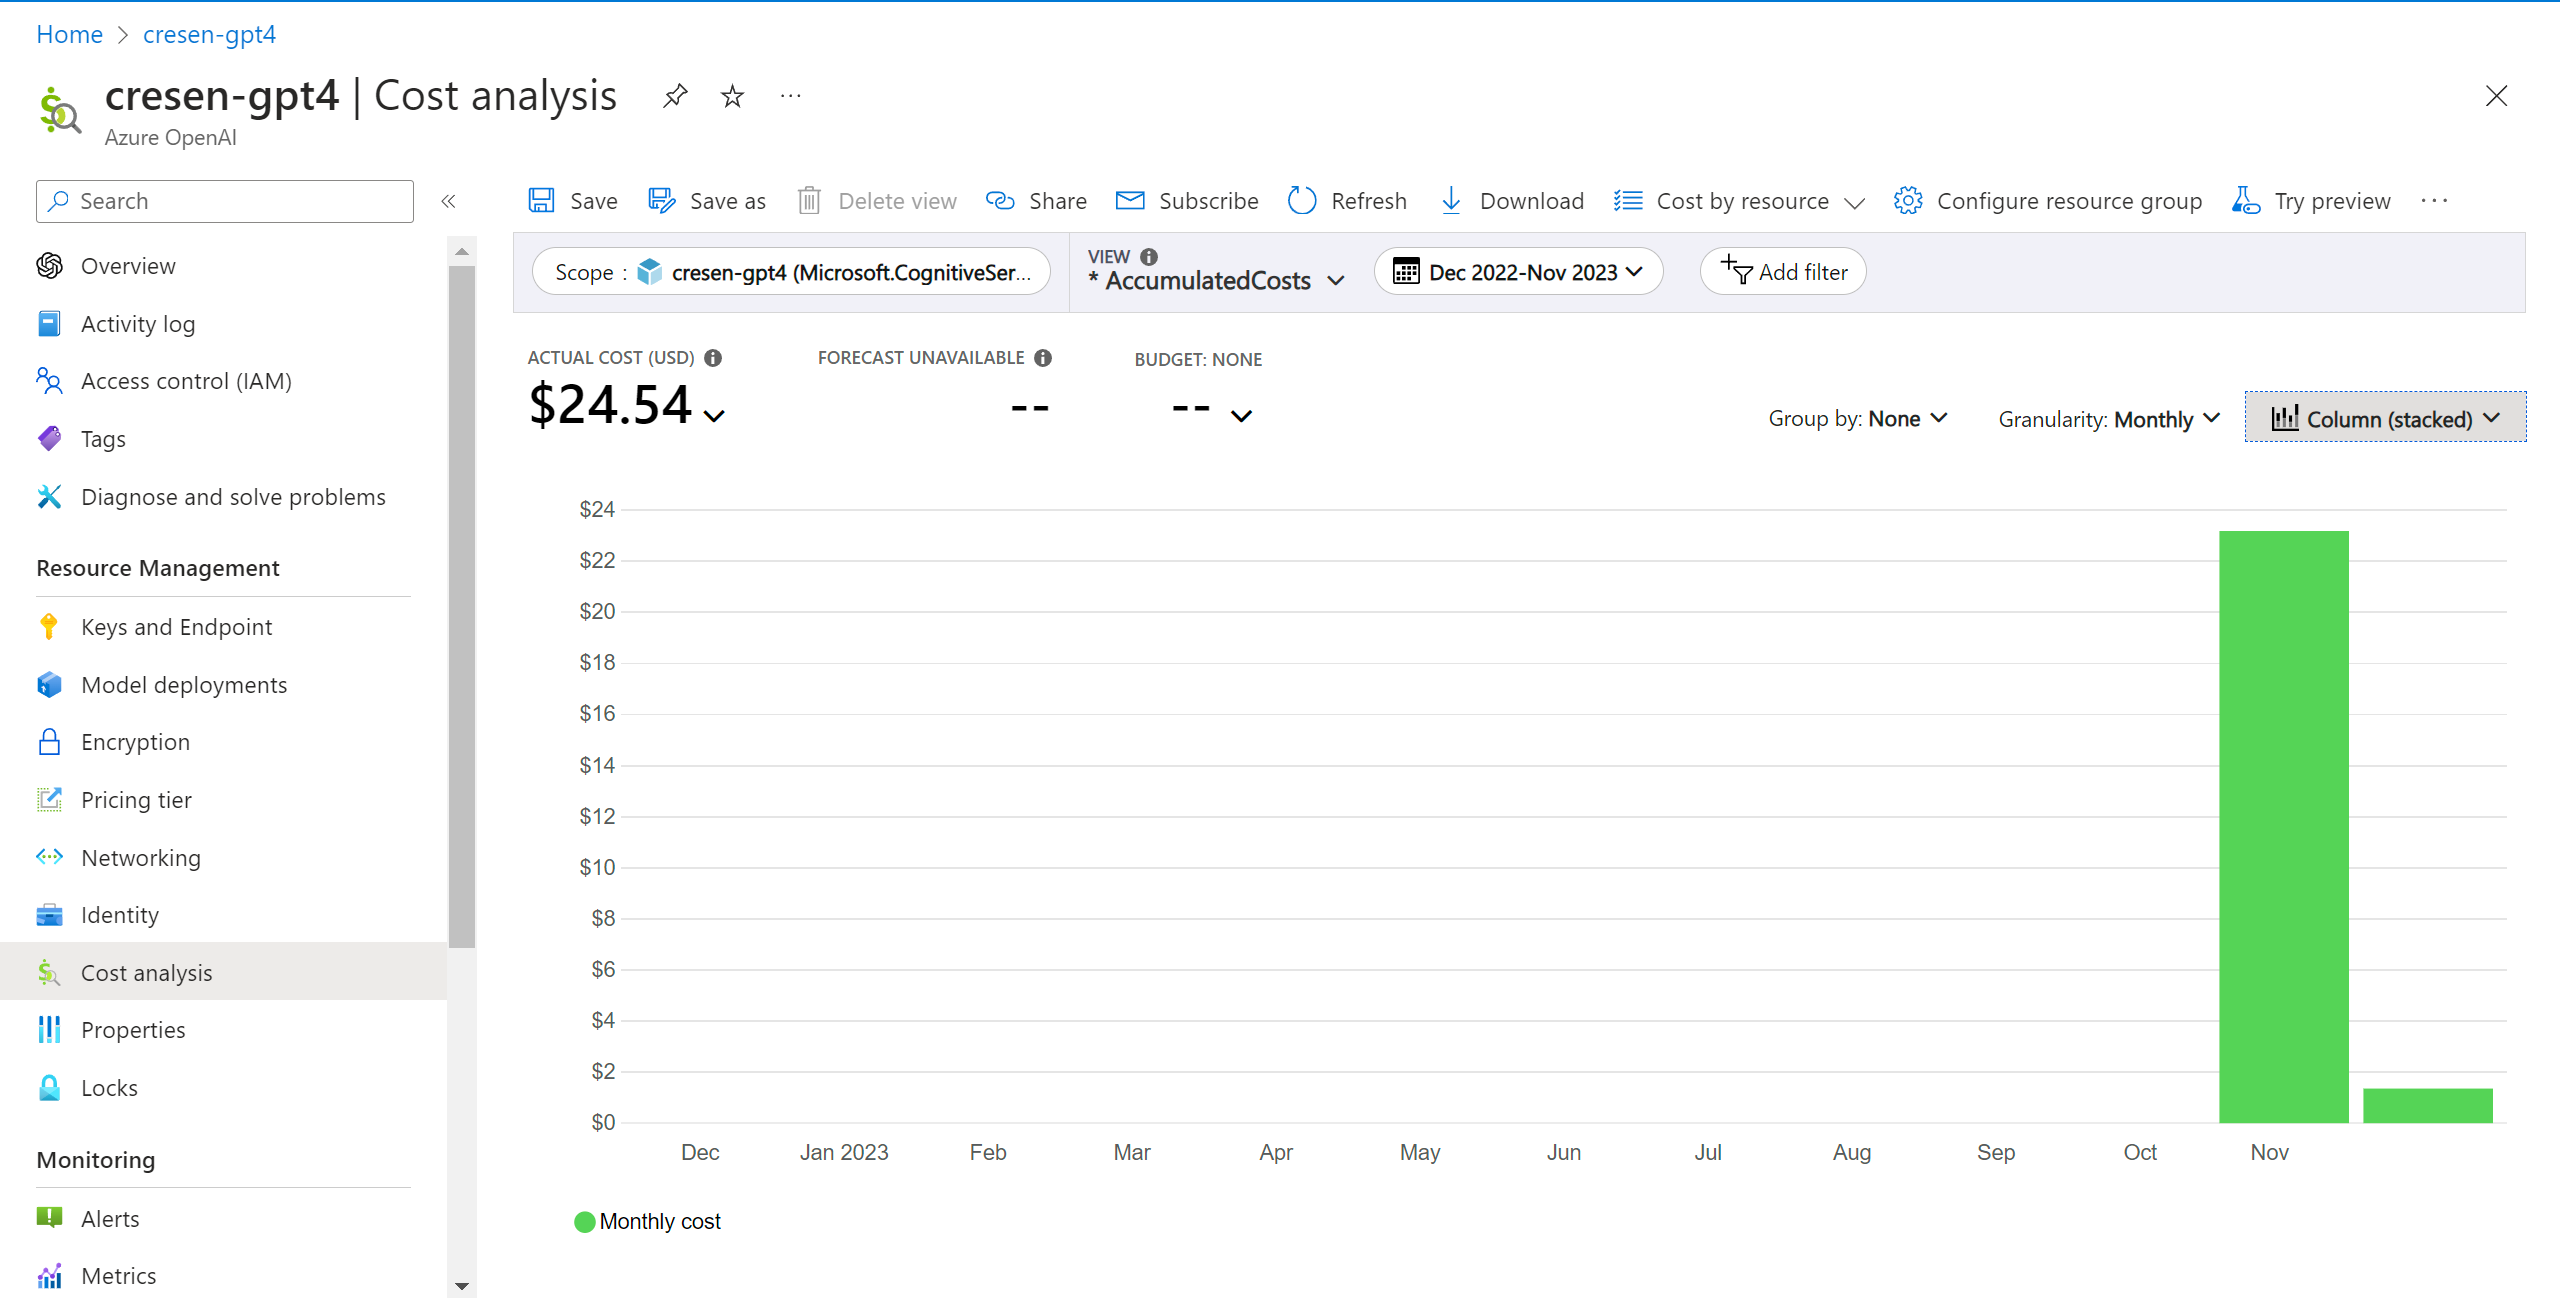 Home > cresen-gpt4
cresen-gpt4 | Cost analysis
Azure OpenAI
Search
Overview
Activity log
Access control (IAM)
Tags
Diagnose and solve problems
Resource Management
Keys and Endpoint
Model deployments
Encryption
Pricing tier
Networking
Identity
Cost analysis
Properties
Locks
Monitoring
Alerts
Metrics
Save Save as Delete view Share Subscribe Refresh Download Cost by resource Configure resource group Try preview ...
Scope : cresen-gpt4 (Microsoft.CognitiveSer...
VIEW
* AccumulatedCosts
Dec 2022-Nov 2023
Add filter
ACTUAL COST (USD)
$24.54
FORECAST UNAVAILABLE
--
BUDGET: NONE
--
Group by: None
Granularity: Monthly
Column (stacked)
$24
$22
$20
$18
$16
$14
$12
$10
$8
$6
$4
$2
$0
Dec Jan 2023 Feb Mar Apr May Jun Jul Aug Sep Oct Nov
Monthly cost